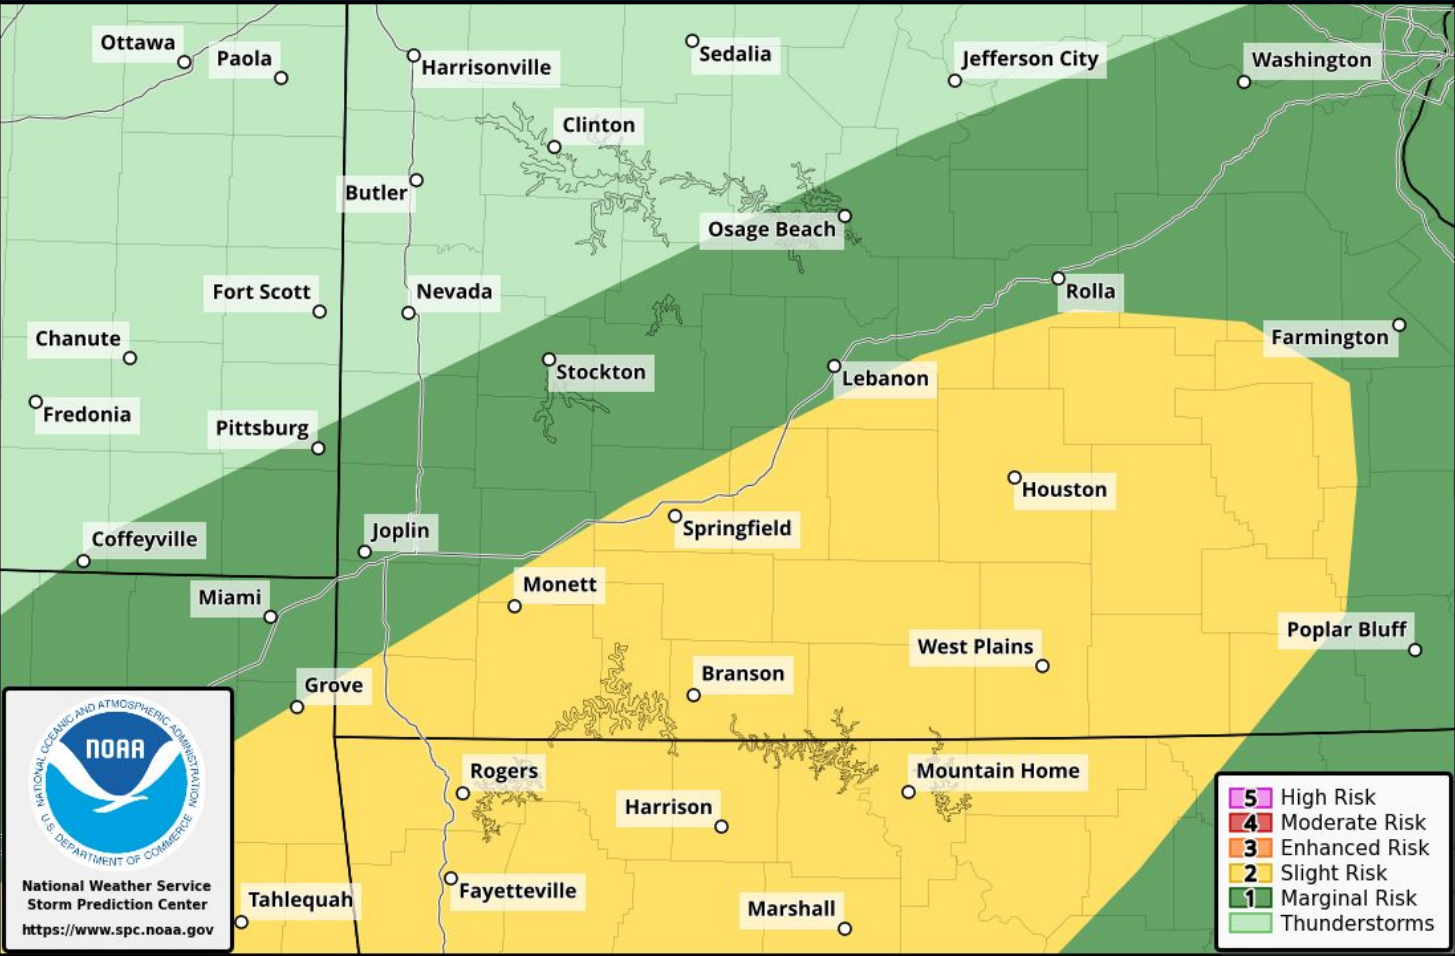 Ottawa
Paola
Harrisonville
Sedalia
Jefferson City
Washington
Clinton
Butler
Osage Beach
Fort Scott
Nevada
Rolla
Chanute
Farmington
Stockton
Lebanon
Fredonia
Pittsburg
Houston
Coffeyville
Joplin
Springfield
Miami
Monett
Poplar Bluff
West Plains
Grove
Branson
Rogers
Mountain Home
Harrison
Tahlequah
Fayetteville
Marshall
NATIONAL OCEANIC AND ATMOSPHERIC ADMINISTRATION
NOAA
U.S. DEPARTMENT OF COMMERCE
National Weather Service
Storm Prediction Center
https://www.spc.noaa.gov
5 High Risk
4 Moderate Risk
3 Enhanced Risk
2 Slight Risk
1 Marginal Risk
Thunderstorms